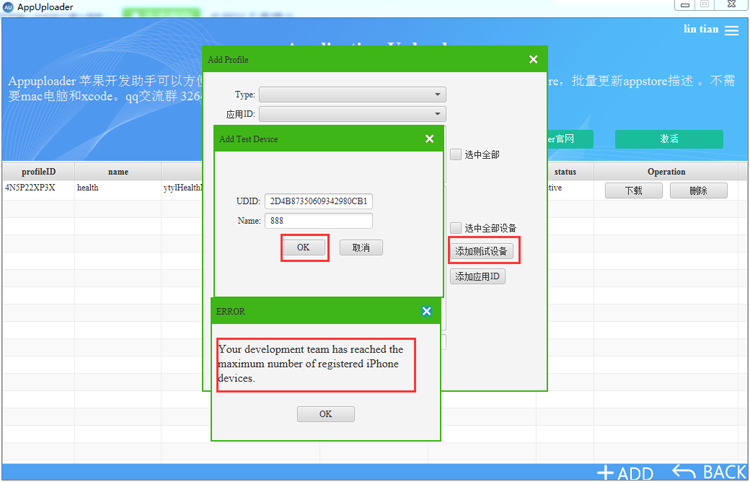 AppUploader
lin tian
Appuploader 苹果开发助手可以方便
re，批量更新appstore描述 。不需
要mac电脑和xcode。qq交流群 326
Add Profile
Type:
应用ID:
Add Test Device
选中全部
er官网
激活
profileID name status Operation
4N5P22XP3X health ytylHealth ctive 下载 删除
UDID: 2D4B87350609342980CB1
Name: 888
选中全部设备
OK 取消
添加测试设备
添加应用ID
ERROR
Your development team has reached the
maximum number of registered iPhone
devices.
OK
ADD BACK